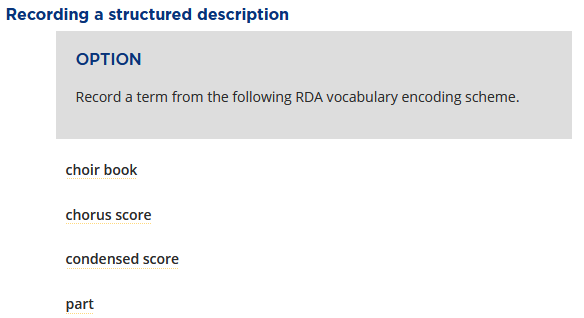 Recording a structured description
OPTION
Record a term from the following RDA vocabulary encoding scheme.
choir book
chorus score
condensed score
part